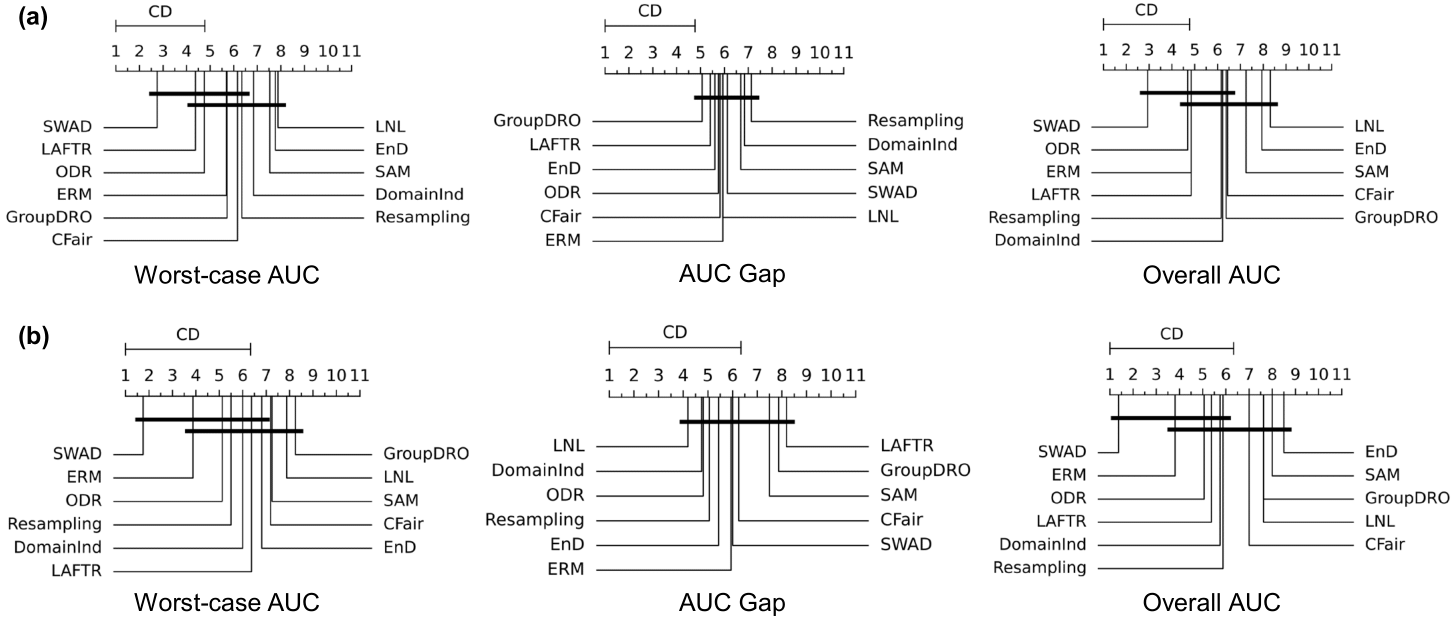 (a)
CD
1 2 3 4 5 6 7 8 9 10 11
SWAD
LAFTR
ODR
ERM
GroupDRO
CFair
LNL
EnD
SAM
DomainInd
Resampling
Worst-case AUC
CD
1 2 3 4 5 6 7 8 9 10 11
GroupDRO
LAFTR
EnD
ODR
CFair
ERM
Resampling
DomainInd
SAM
SWAD
LNL
AUC Gap
CD
1 2 3 4 5 6 7 8 9 10 11
SWAD
ODR
ERM
LAFTR
Resampling
DomainInd
LNL
EnD
SAM
CFair
GroupDRO
Overall AUC
(b)
CD
1 2 3 4 5 6 7 8 9 10 11
SWAD
ERM
ODR
Resampling
DomainInd
LAFTR
GroupDRO
LNL
SAM
CFair
EnD
Worst-case AUC
CD
1 2 3 4 5 6 7 8 9 10 11
LNL
DomainInd
ODR
Resampling
EnD
ERM
LAFTR
GroupDRO
SAM
CFair
SWAD
AUC Gap
CD
1 2 3 4 5 6 7 8 9 10 11
SWAD
ERM
ODR
LAFTR
DomainInd
Resampling
EnD
SAM
GroupDRO
LNL
CFair
Overall AUC